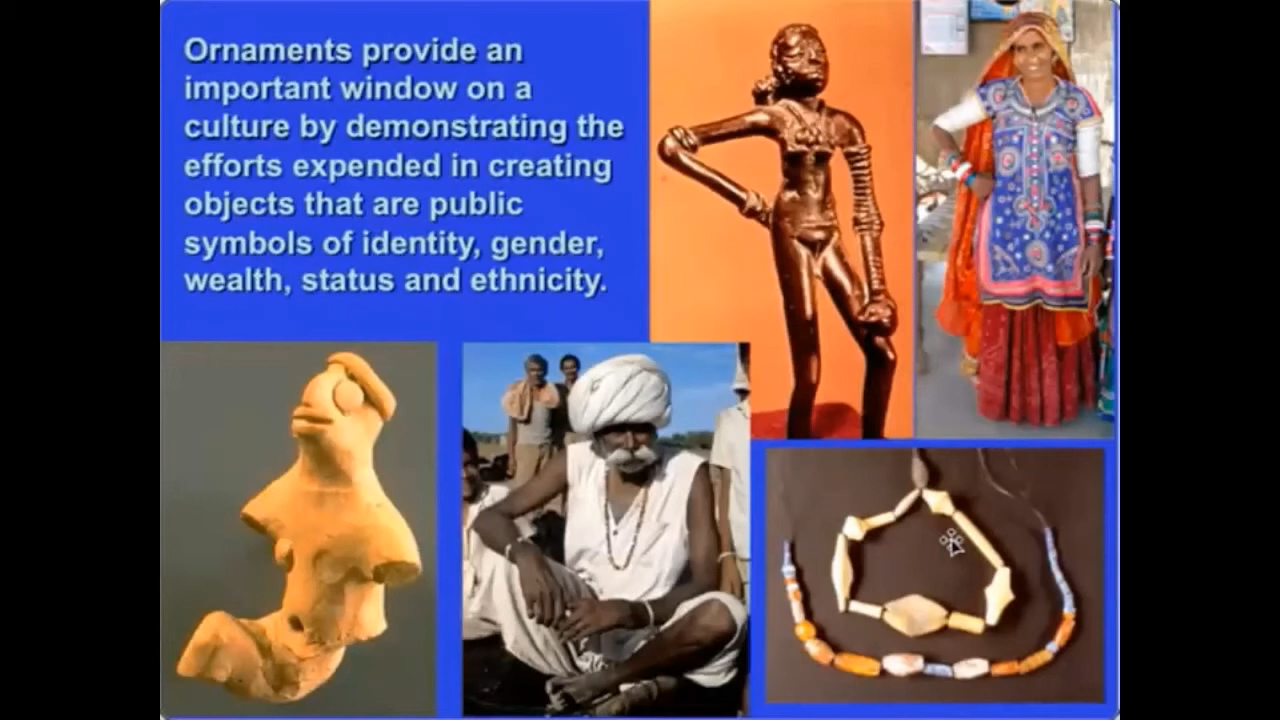 Ornaments provide an
important window on a
culture by demonstrating the
efforts expended in creating
objects that are public
symbols of identity, gender,
wealth, status and ethnicity.